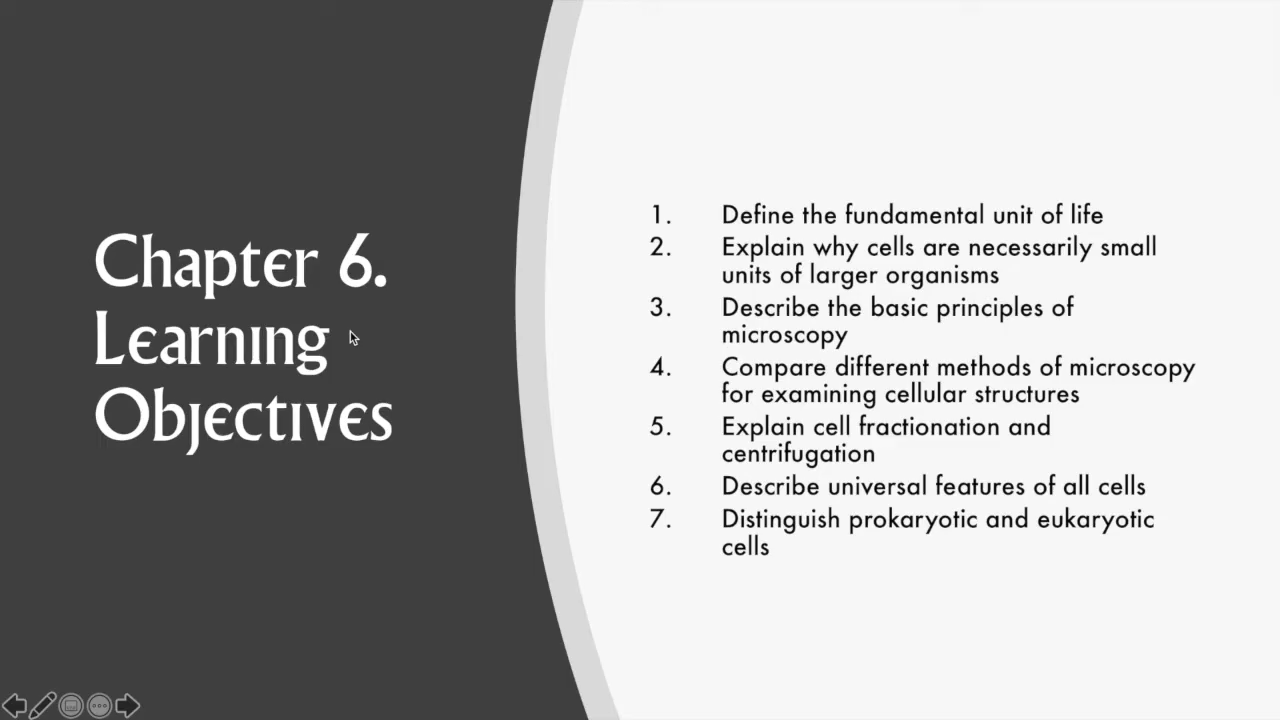 Chapter 6.
Learning
Objectives
1. Define the fundamental unit of life
2. Explain why cells are necessarily small
units of larger organisms
3. Describe the basic principles of
microscopy
4. Compare different methods of microscopy
for examining cellular structures
5. Explain cell fractionation and
centrifugation
6. Describe universal features of all cells
7. Distinguish prokaryotic and eukaryotic
cells